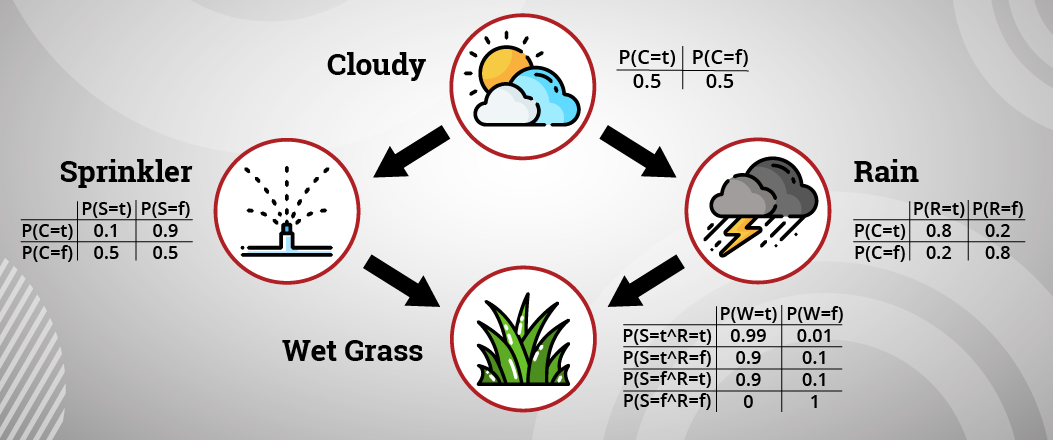 Cloudy
P(C=t) P(C=f)
0.5 0.5
Sprinkler
P(S=t) P(S=f)
P(C=t) 0.1 0.9
P(C=f) 0.5 0.5
Rain
P(R=t) P(R=f)
P(C=t) 0.8 0.2
P(C=f) 0.2 0.8
Wet Grass
P(W=t) P(W=f)
P(S=t^R=t) 0.99 0.01
P(S=t^R=f) 0.9 0.1
P(S=f^R=t) 0.9 0.1
P(S=f^R=f) 0 1